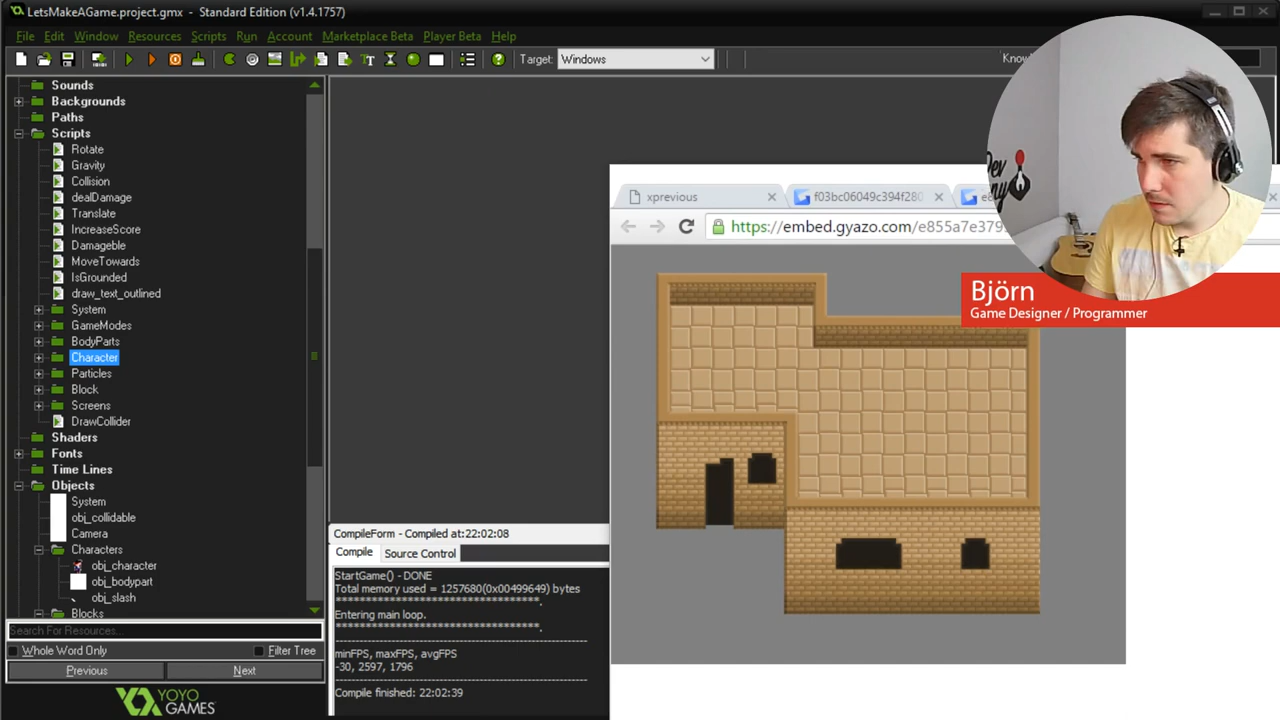 LetsMakeAGame.project.gmx - Standard Edition (v1.4.1757)
File Edit Window Resources Scripts Run Account Marketplace Beta Player Beta Help
Target: Windows
Sounds
Backgrounds
Paths
Scripts
Rotate
Gravity
Collision
dealDamage
Translate
IncreaseScore
Damageble
MoveTowards
IsGrounded
draw_text_outlined
System
GameModes
BodyParts
Character
Particles
Block
Screens
DrawCollider
Shaders
Fonts
Time Lines
Objects
System
obj_collidable
Camera
Characters
obj_character
obj_bodypart
obj_slash
Blocks
Search For Resources...
Whole Word Only Filter Tree
Previous Next
YOYO
GAMES
CompileForm - Compiled at:22:02:08
Compile Source Control
StartGame() - DONE
Total memory used = 1257680(0x00499649) bytes
**********************************.
Entering main loop.
**********************************.
minFPS, maxFPS, avgFPS
-30, 2597, 1796
Compile finished: 22:02:39
xprevious
https://embed.gyazo.com/e855a7e379
Björn
Game Designer / Programmer